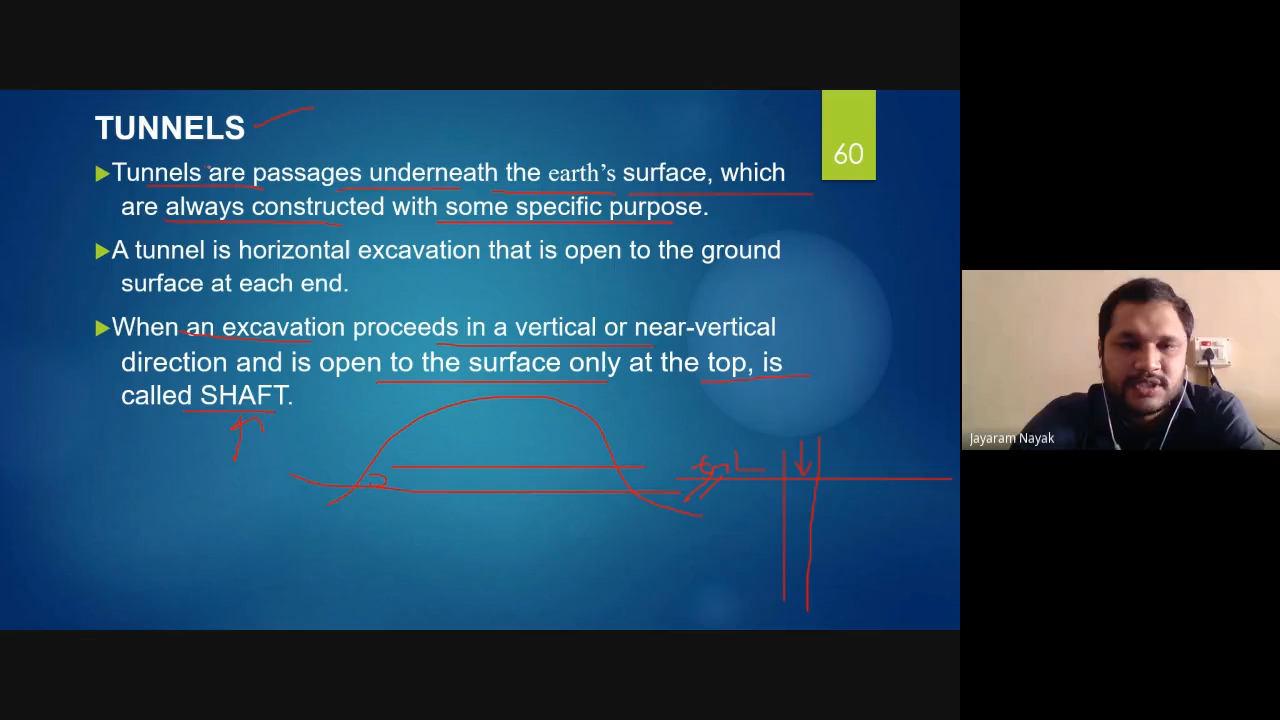 TUNNELS
60
Tunnels are passages underneath the earth's surface, which
are always constructed with some specific purpose.
A tunnel is horizontal excavation that is open to the ground
surface at each end.
When an excavation proceeds in a vertical or near-vertical
direction and is open to the surface only at the top, is
called SHAFT.
Jayaram Nayak